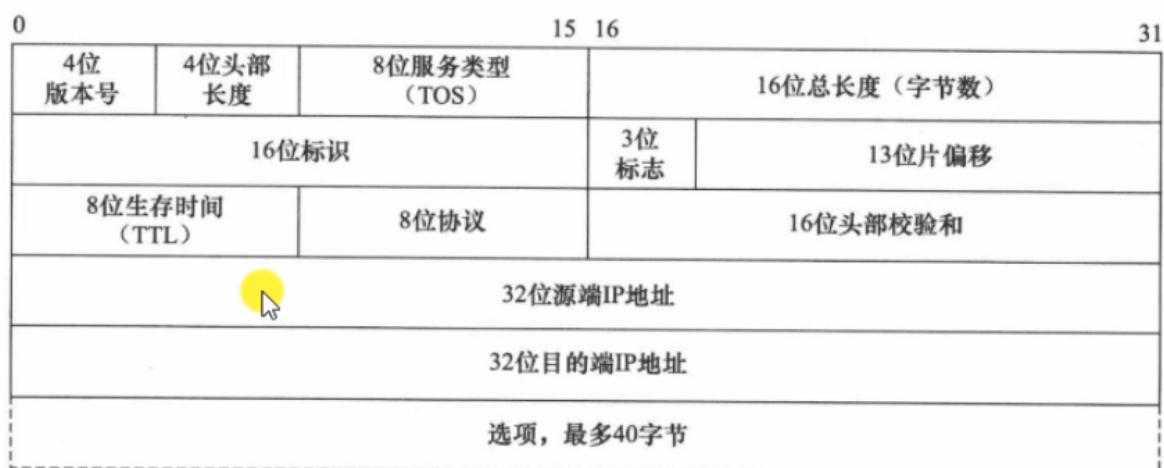 0 15 16 31
4位 4位头部 8位服务类型 16位总长度（字节数）
版本号 长度 （TOS）
16位标识 3位 13位片偏移
标志
8位生存时间 8位协议 16位头部校验和
（TTL）
32位源端IP地址
32位目的端IP地址
选项，最多40字节